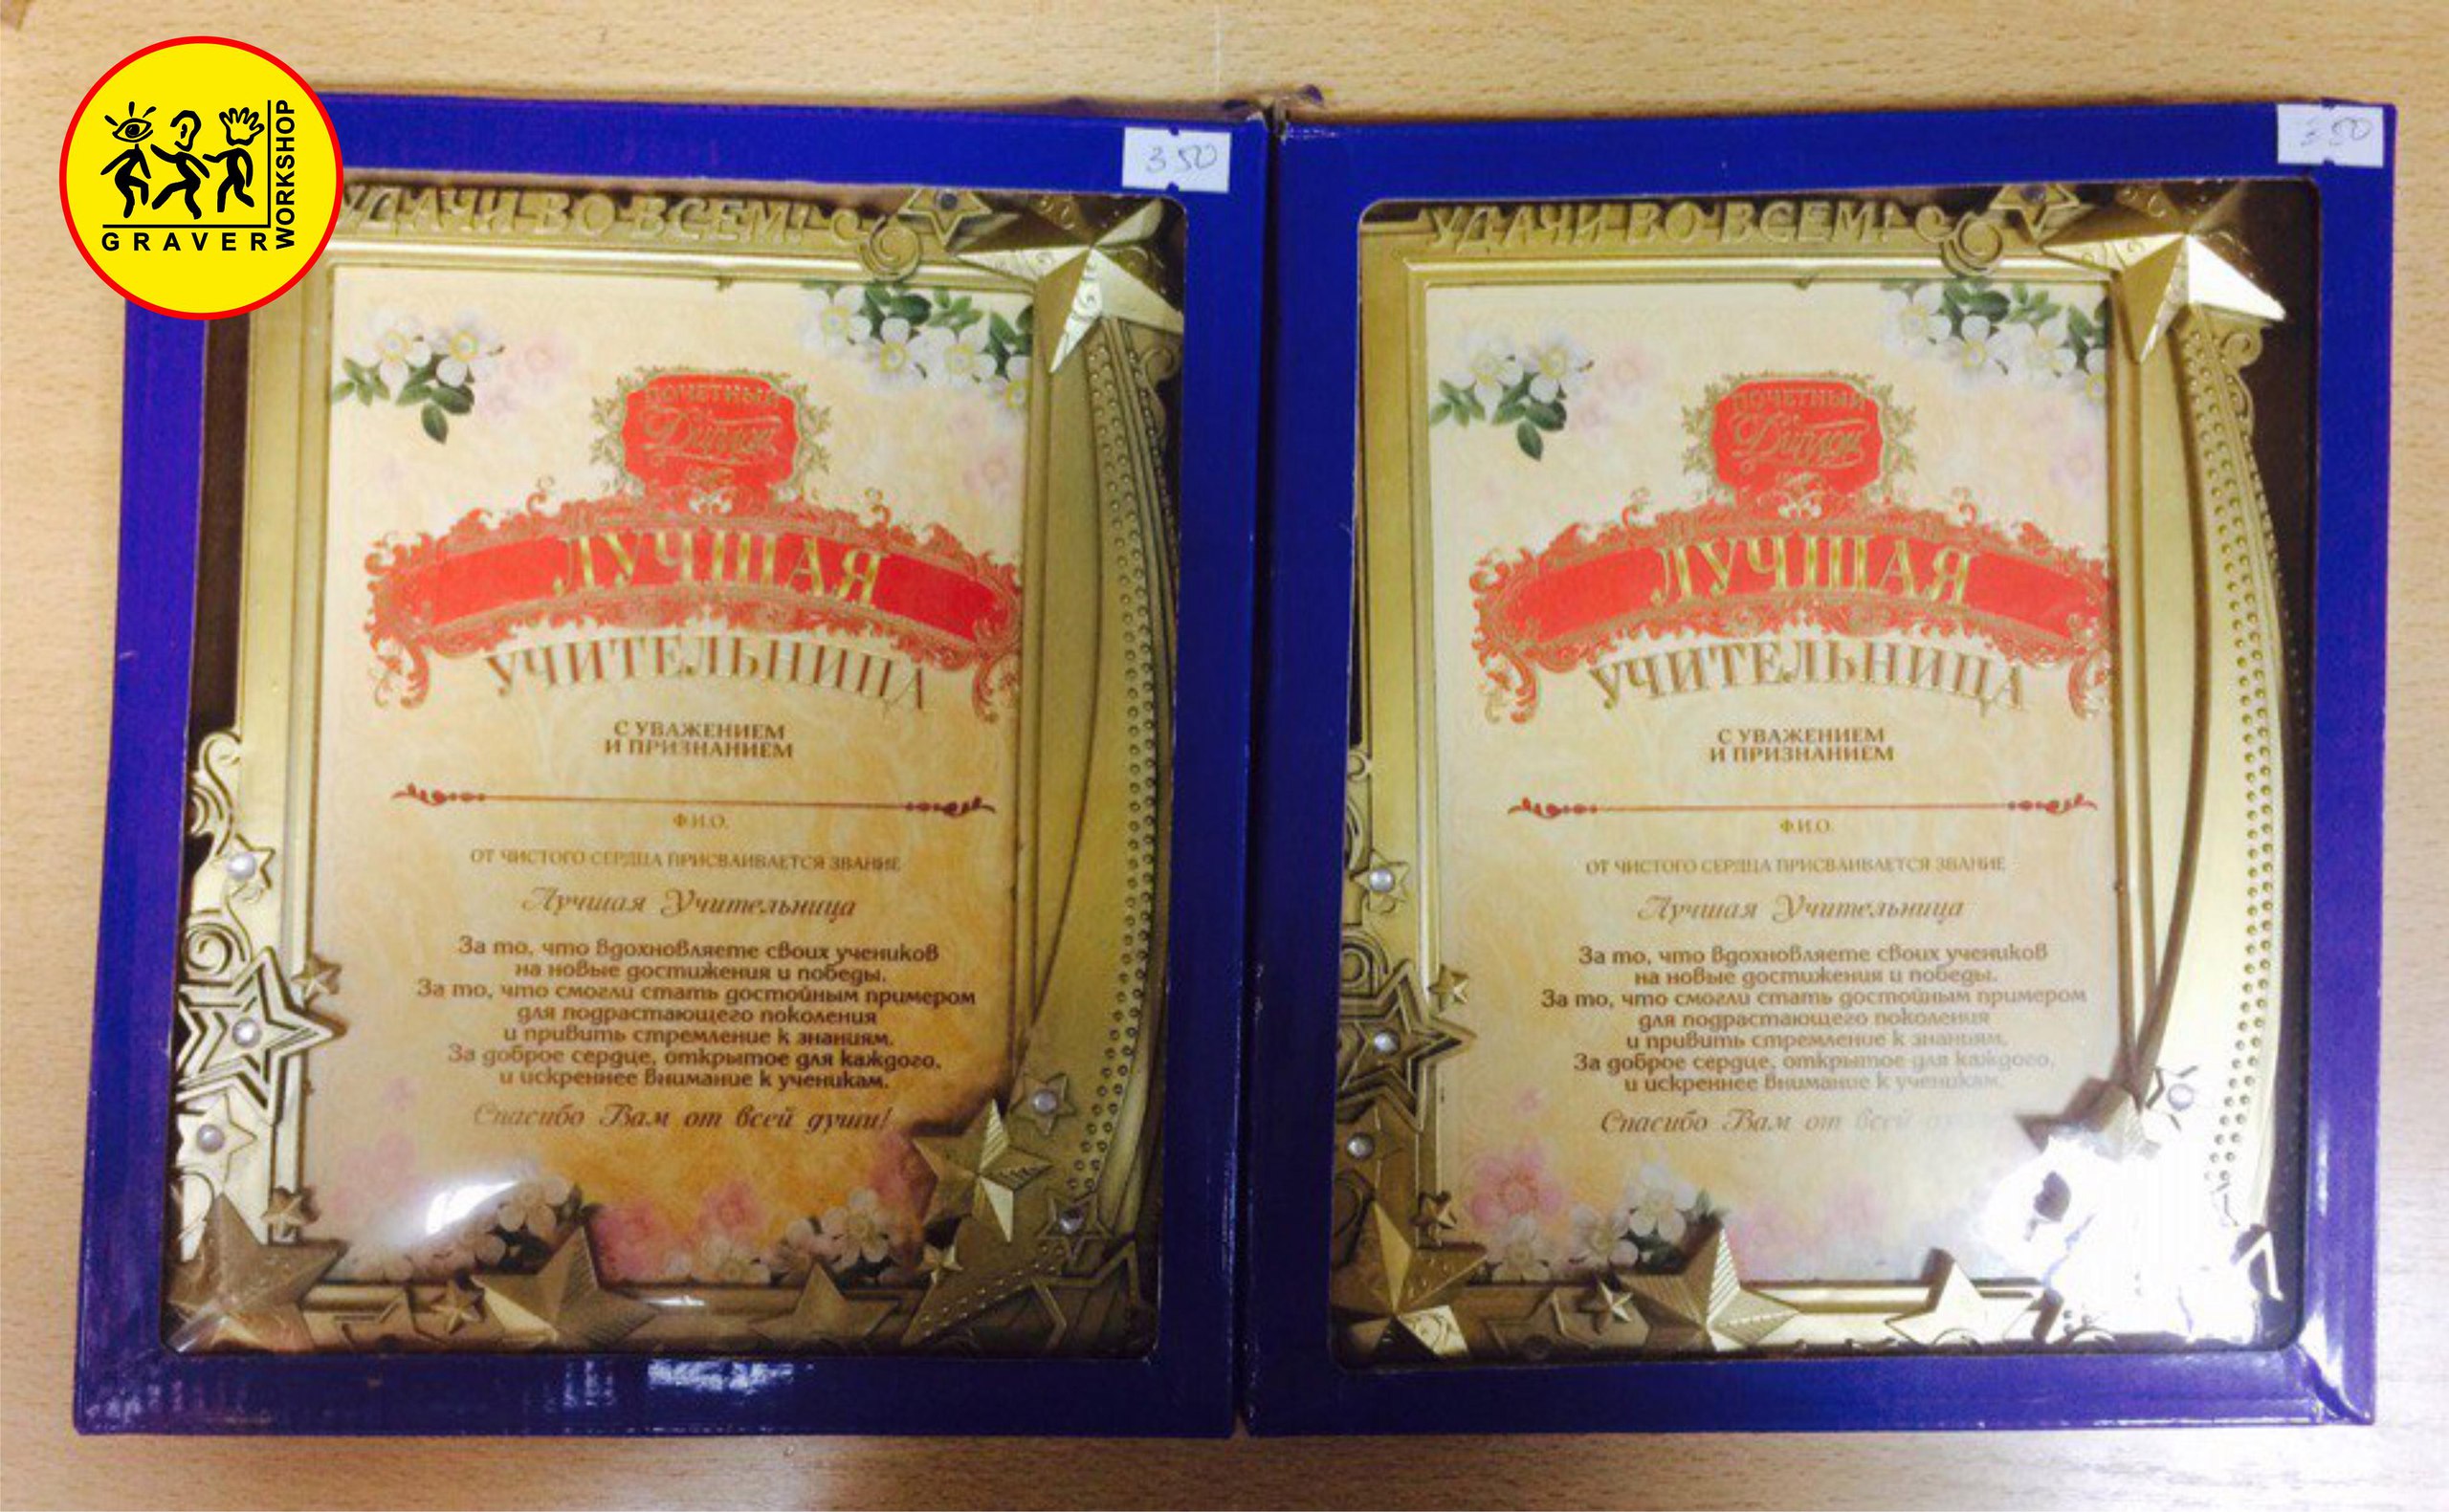 GRAVER
WORKSHOP
350
УДАЧИ ВО ВСЕМ!
ПОЧЕТНЫЙ
Диплом
ЛУЧШАЯ
УЧИТЕЛЬНИЦА
С УВАЖЕНИЕМ
И ПРИЗНАНИЕМ
Ф.И.О.
ОТ ЧИСТОГО СЕРДЦА ПРИСВАИВАЕТСЯ ЗВАНИЕ
Лучшая Учительница
За то, что вдохновляете своих учеников
на новые достижения и победы.
За то, что смогли стать достойным примером
для подрастающего поколения
и привить стремление к знаниям.
За доброе сердце, открытое для каждого,
и искреннее внимание к ученикам.
Спасибо Вам от всей души!
350
УДАЧИ ВО ВСЕМ!
ПОЧЕТНЫЙ
Диплом
ЛУЧШАЯ
УЧИТЕЛЬНИЦА
С УВАЖЕНИЕМ
И ПРИЗНАНИЕМ
Ф.И.О.
ОТ ЧИСТОГО СЕРДЦА ПРИСВАИВАЕТСЯ ЗВАНИЕ
Лучшая Учительница
За то, что вдохновляете своих учеников
на новые достижения и победы.
За то, что смогли стать достойным примером
для подрастающего поколения
и привить стремление к знаниям.
За доброе сердце, открытое для каждого,
и искреннее внимание к ученикам.
Спасибо Вам от всей